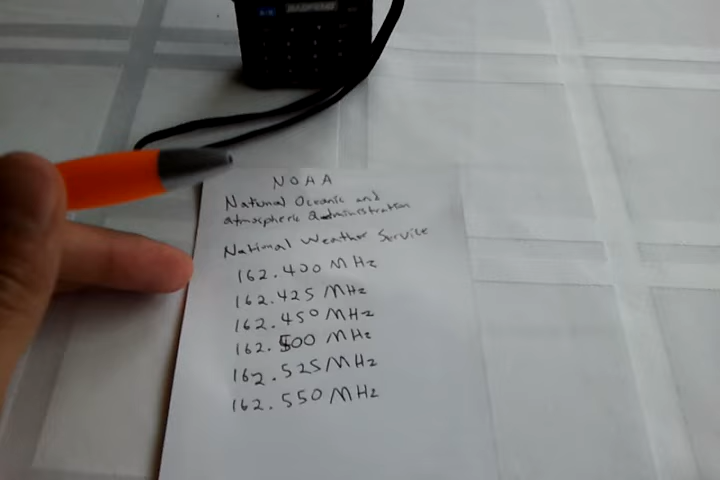 BAOFENG
NOAA
National Oceanic and
atmospheric administration
National Weather Service
162.400 MHz
162.425 MHz
162.450 MHz
162.500 MHz
162.525 MHz
162.550 MHz